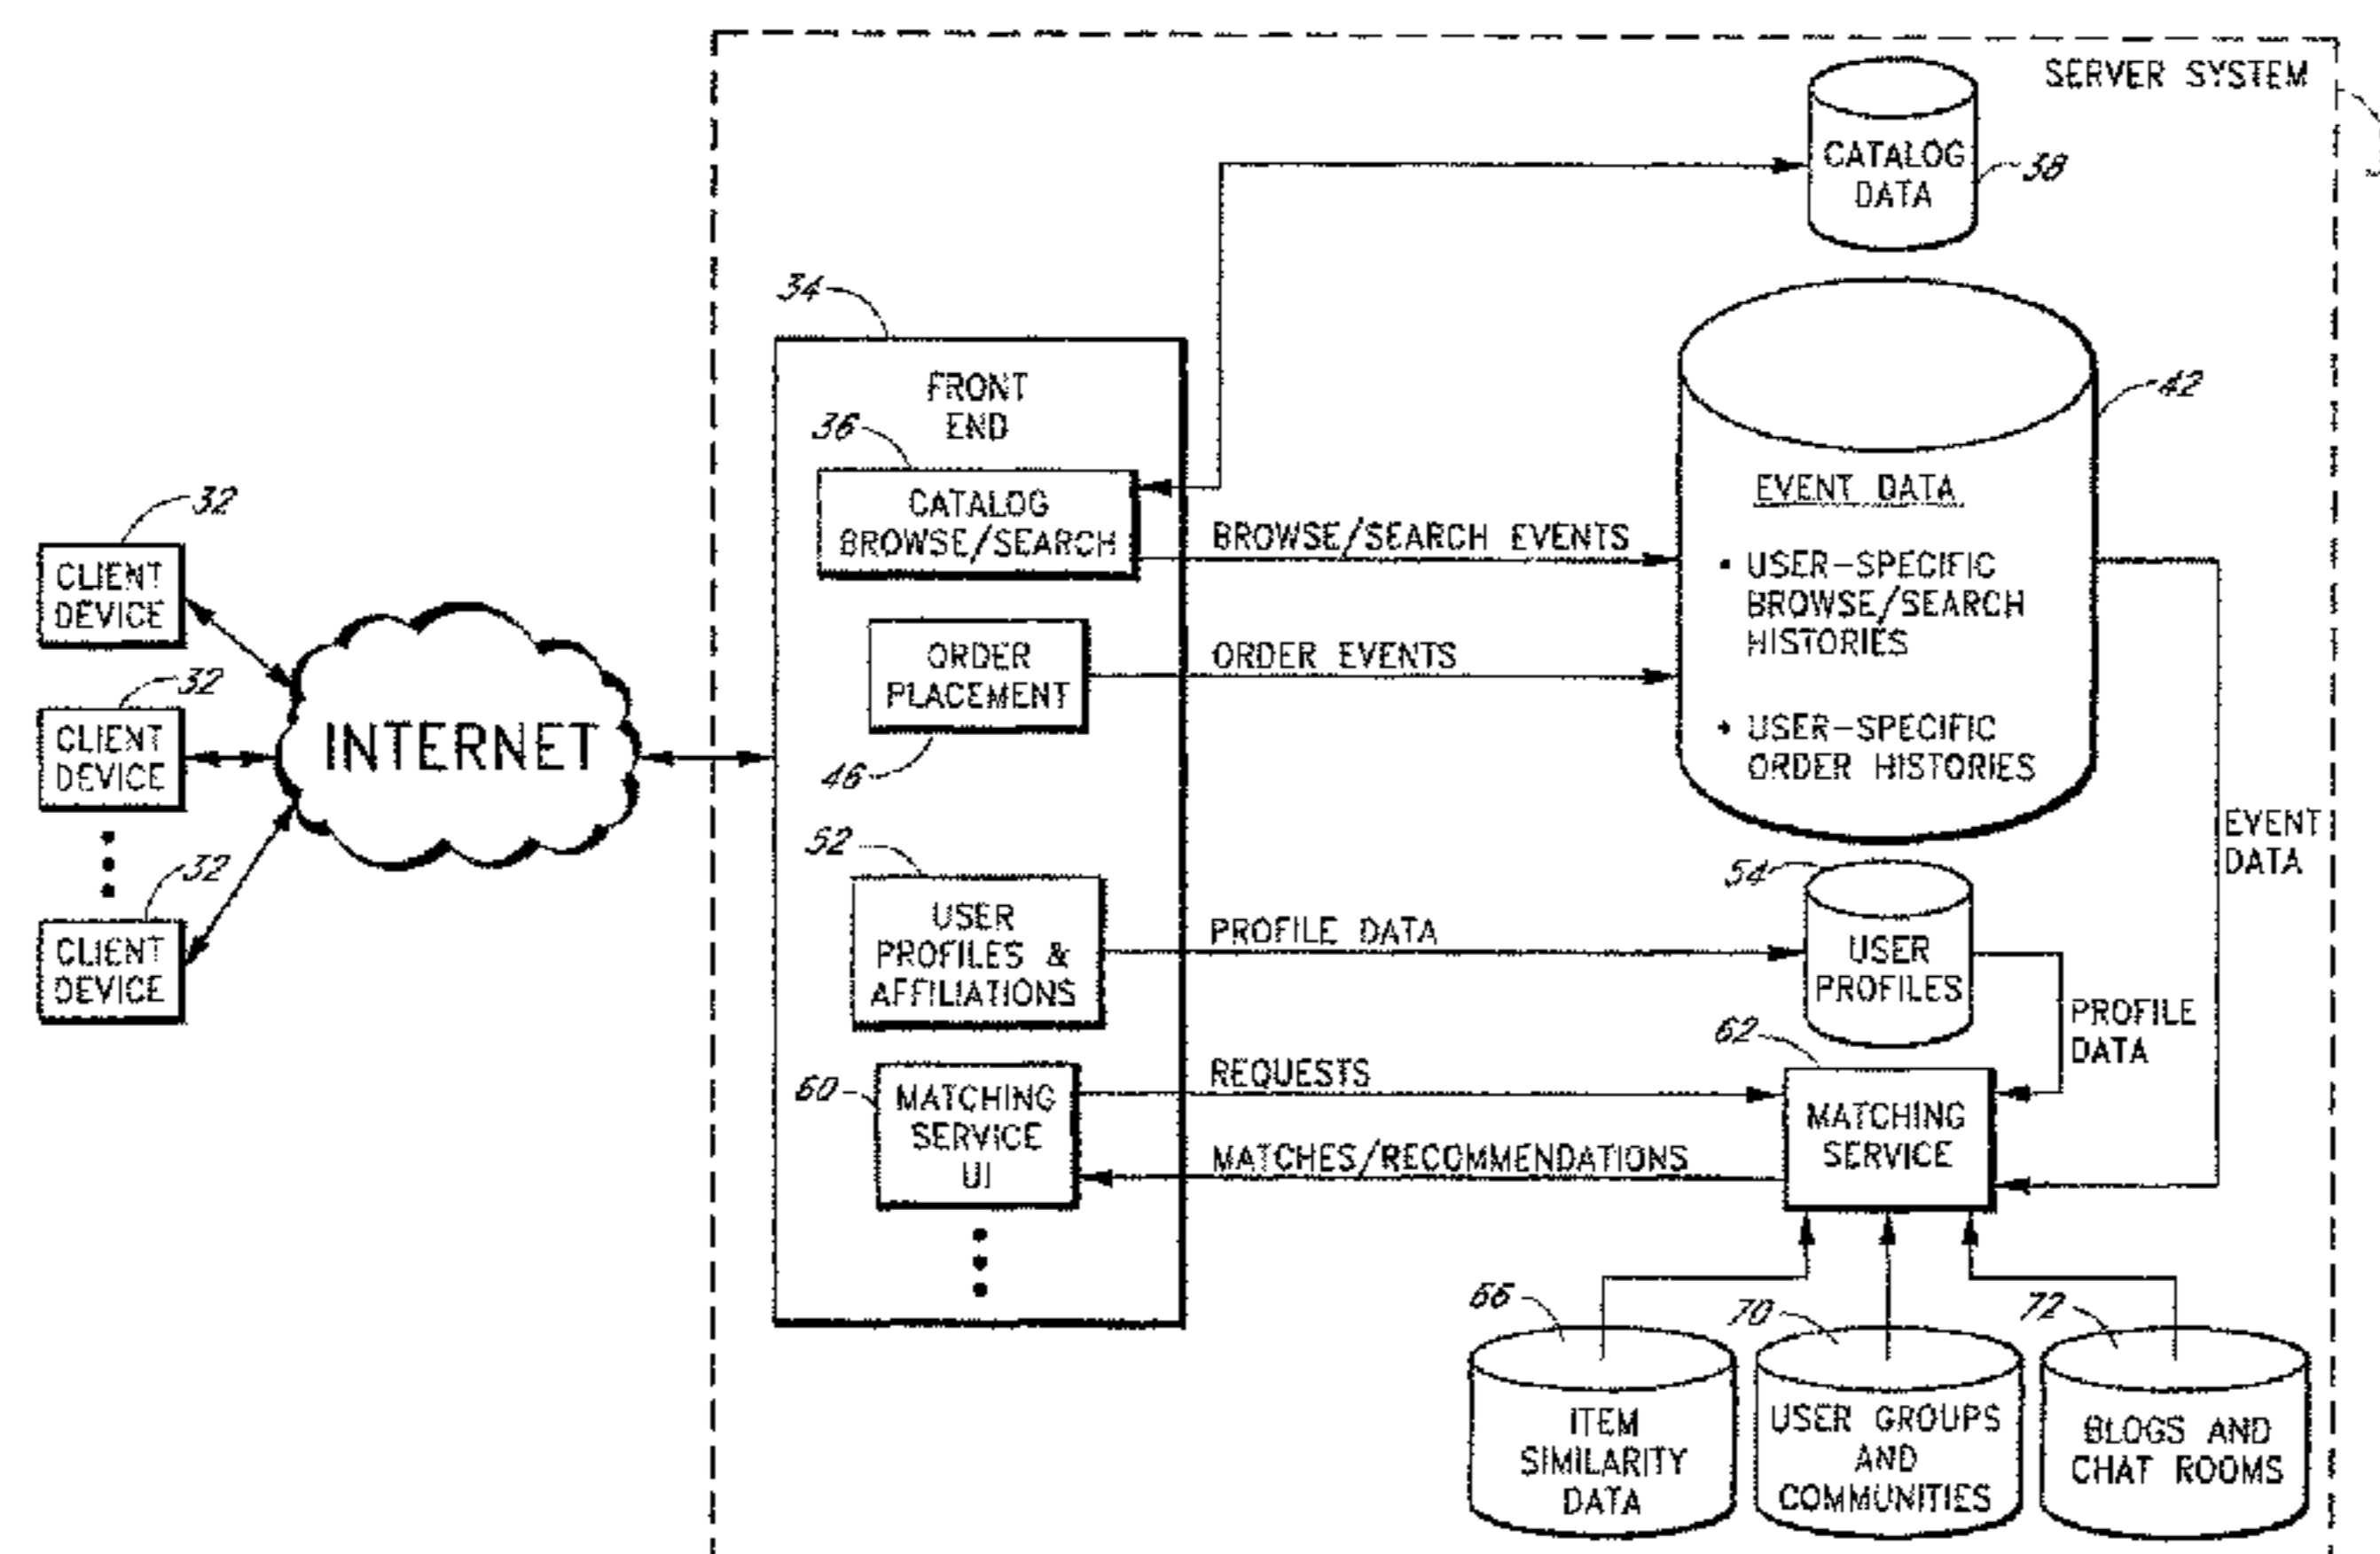 SERVER SYSTEM
CATALOG
DATA
38
34
FRONT
END
36
CATALOG
BROWSE/SEARCH
BROWSE/SEARCH EVENTS
ORDER
PLACEMENT
ORDER EVENTS
46
42
EVENT DATA
• USER-SPECIFIC
BROWSE/SEARCH
HISTORIES
• USER-SPECIFIC
ORDER HISTORIES
EVENT
DATA
32
CLIENT
DEVICE
32
CLIENT
DEVICE
32
CLIENT
DEVICE
INTERNET
52
USER
PROFILES &
AFFILIATIONS
PROFILE DATA
54
USER
PROFILES
PROFILE
DATA
60
MATCHING
SERVICE
UI
REQUESTS
MATCHES/RECOMMENDATIONS
62
MATCHING
SERVICE
66
ITEM
SIMILARITY
DATA
70
USER GROUPS
AND
COMMUNITIES
72
BLOGS AND
CHAT ROOMS